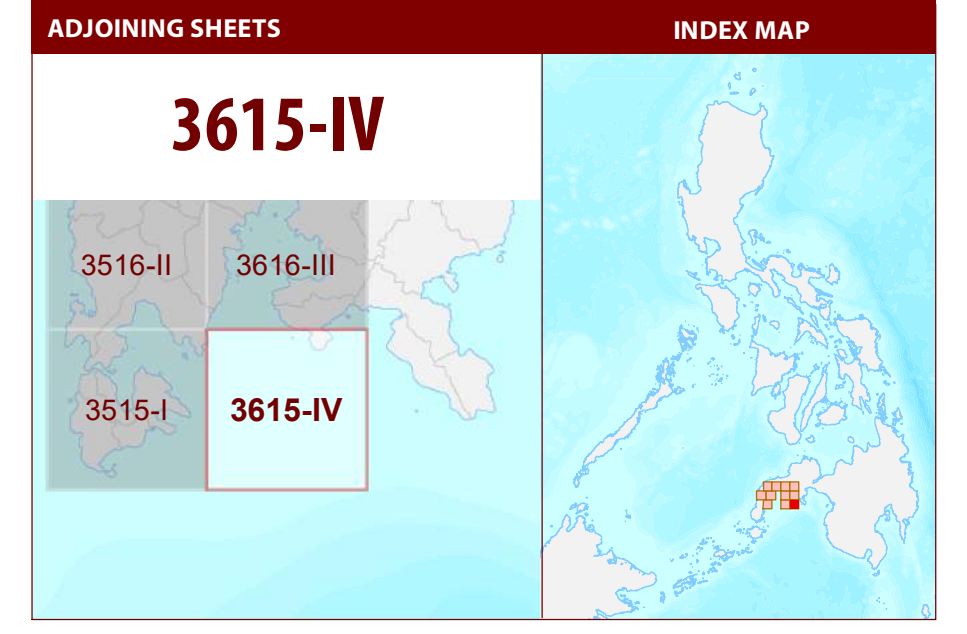 ADJOINING SHEETS
INDEX MAP
3615-IV
3516-II
3616-III
3515-I
3615-IV